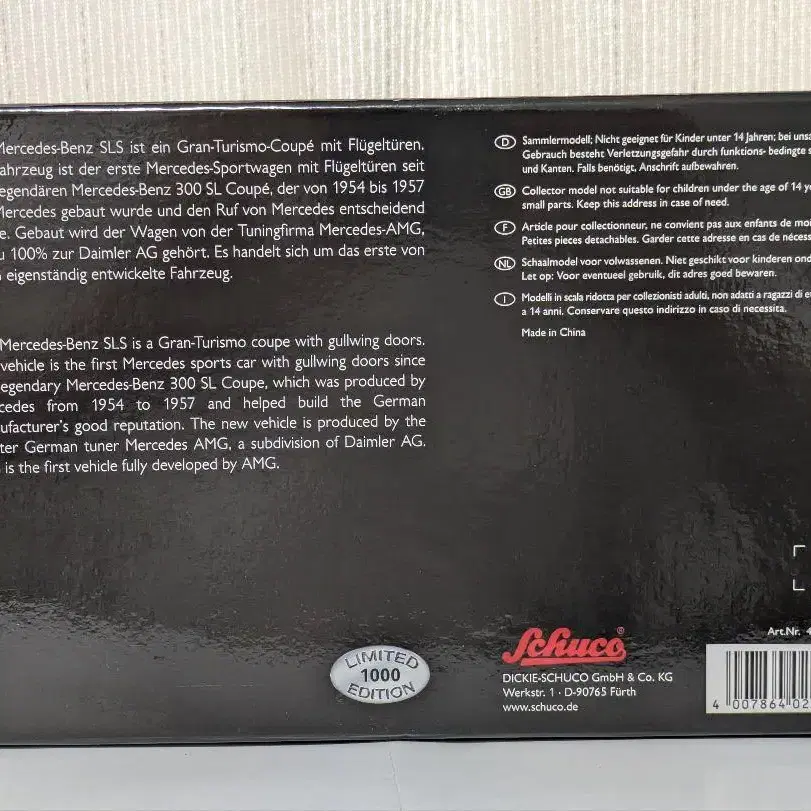 Mercedes-Benz SLS ist ein Gran-Turismo-Coupé mit Flügeltüren.
ahrzeug ist der erste Mercedes-Sportwagen mit Flügeltüren seit
egendären Mercedes-Benz 300 SL Coupé, der von 1954 bis 1957
Mercedes gebaut wurde und den Ruf von Mercedes entscheidend
e. Gebaut wird der Wagen von der Tuningfirma Mercedes-AMG,
u 100% zur Daimler AG gehört. Es handelt sich um das erste von
eigenständig entwickelte Fahrzeug.
Mercedes-Benz SLS is a Gran-Turismo coupe with gullwing doors.
vehicle is the first Mercedes sports car with gullwing doors since
egendary Mercedes-Benz 300 SL Coupe, which was produced by
cedes from 1954 to 1957 and helped build the German
ufacturer's good reputation. The new vehicle is produced by the
ter German tuner Mercedes AMG, a subdivision of Daimler AG.
is the first vehicle fully developed by AMG.
D Sammlermodell; Nicht geeignet für Kinder unter 14 Jahren; bei unsa
Gebrauch besteht Verletzungsgefahr durch funktions- bedingte s
und Kanten. Falls benötigt, Anschrift aufbewahren.
GB Collector model not suitable for children under the age of 14 ye
small parts. Keep this address in case of need.
F Article pour collectionneur, ne convient pas aux enfants de moi
Petites pieces detachables. Garder cette adresse en cas de nécess
NL Schaalmodel voor volwassenen. Niet geschikt voor kinderen ond
Let op: Voor eventueel gebruik, dit adres goed bewaren.
I Modelli in scala ridotta per collezionisti adulti, non adatti a ragazzi di e
a 14 anni. Conservare questo indirizzo in caso di necessita.
Made in China
LIMITED
1000
EDITION
Schuco®
DICKIE-SCHUCO GmbH & Co. KG
Werkstr. 1 · D-90765 Fürth
www.schuco.de
Art.Nr. 4
4 007864 02